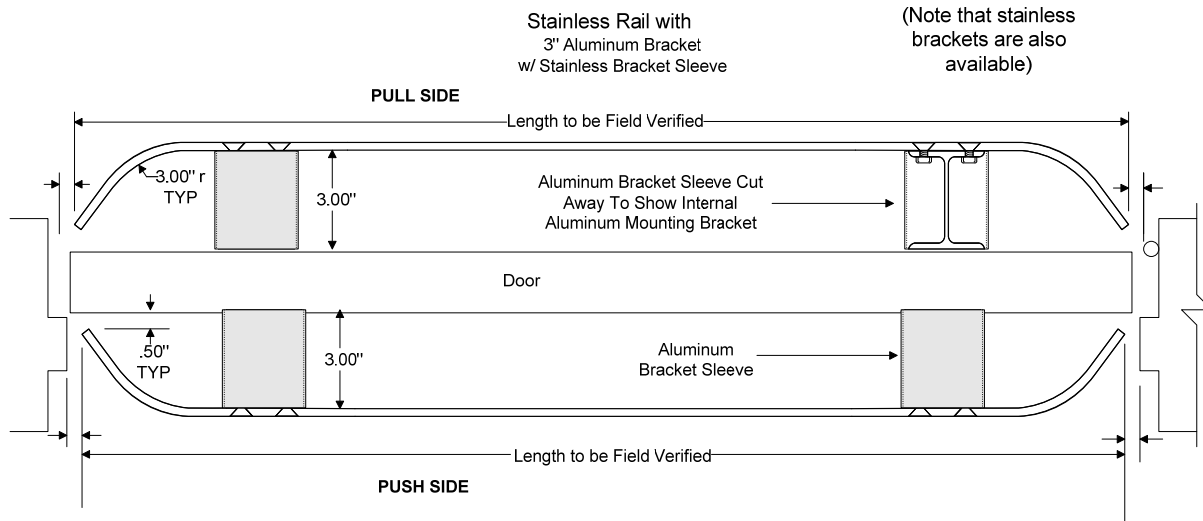 Stainless Rail with
3" Aluminum Bracket
w/ Stainless Bracket Sleeve
(Note that stainless
brackets are also
available)
PULL SIDE
Length to be Field Verified
3.00" r
TYP
3.00"
Aluminum Bracket Sleeve Cut
Away To Show Internal
Aluminum Mounting Bracket
Door
.50"
TYP
3.00"
Aluminum
Bracket Sleeve
Length to be Field Verified
PUSH SIDE